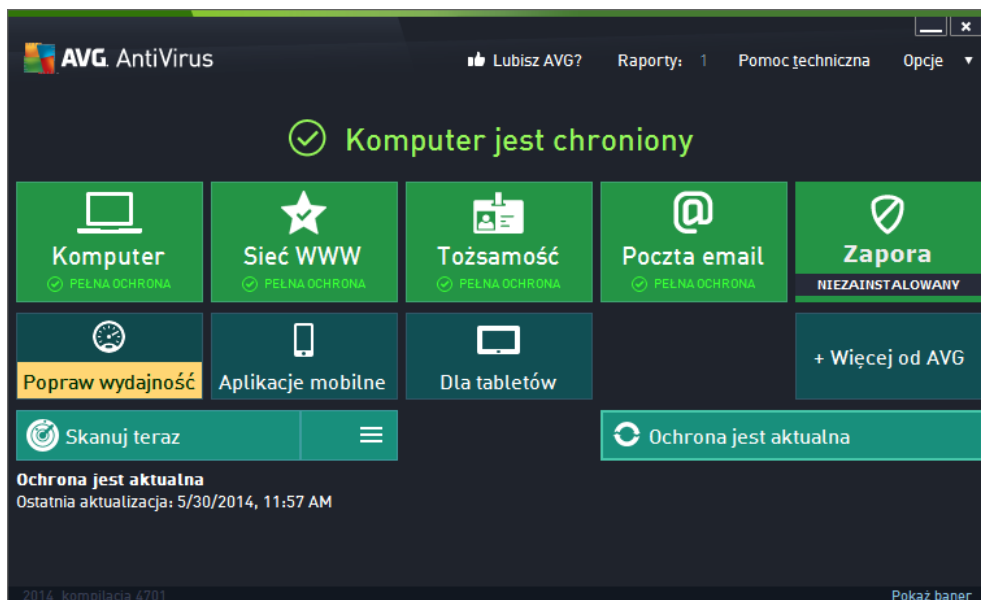 AVG. AntiVirus
Lubisz AVG?
Raporty: 1
Pomoc techniczna
Opcje
Komputer jest chroniony
Komputer
PEŁNA OCHRONA
Sieć WWW
PEŁNA OCHRONA
Tożsamość
PEŁNA OCHRONA
Poczta email
PEŁNA OCHRONA
Zapora
NIEZAINSTALOWANY
Popraw wydajność
Aplikacje mobilne
Dla tabletów
+ Więcej od AVG
Skanuj teraz
Ochrona jest aktualna
Ochrona jest aktualna
Ostatnia aktualizacja: 5/30/2014, 11:57 AM
2014 kompilacja 4701
Pokaż baner